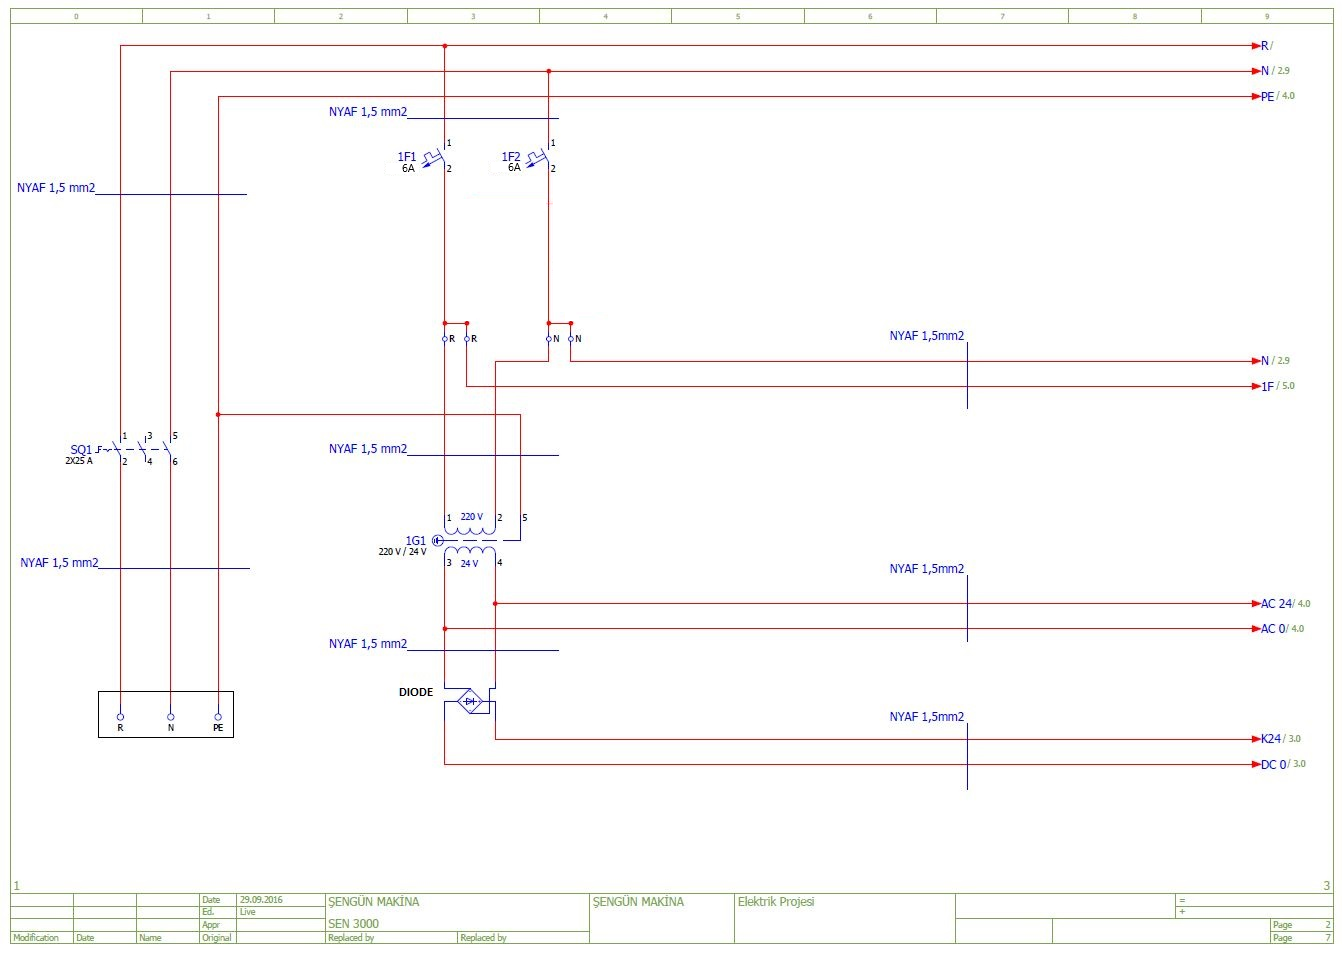 0 1 2 3 4 5 6 7 8 9
R /
N / 2.9
PE / 4.0
NYAF 1,5 mm2
1 1
1F1 1F2
6A 6A
2 2
NYAF 1,5 mm2
NYAF 1,5mm2
R R N N
N / 2.9
1F / 5.0
1 3 5
SQ1
2X25 A
2 4 6
NYAF 1,5 mm2
1 220 V 2 5
1G1
220 V / 24 V
3 24 V 4
NYAF 1,5 mm2
NYAF 1,5mm2
AC 24 / 4.0
AC 0 / 4.0
NYAF 1,5 mm2
DIODE
NYAF 1,5mm2
R N PE
K24 / 3.0
DC 0 / 3.0
1 3
Date 29.09.2016
Ed. Live
Appr
Modification Date Name Original
ŞENGÜN MAKİNA
SEN 3000
Replaced by Replaced by
ŞENGÜN MAKİNA
Elektrik Projesi
=
+
Page 2
Page 7